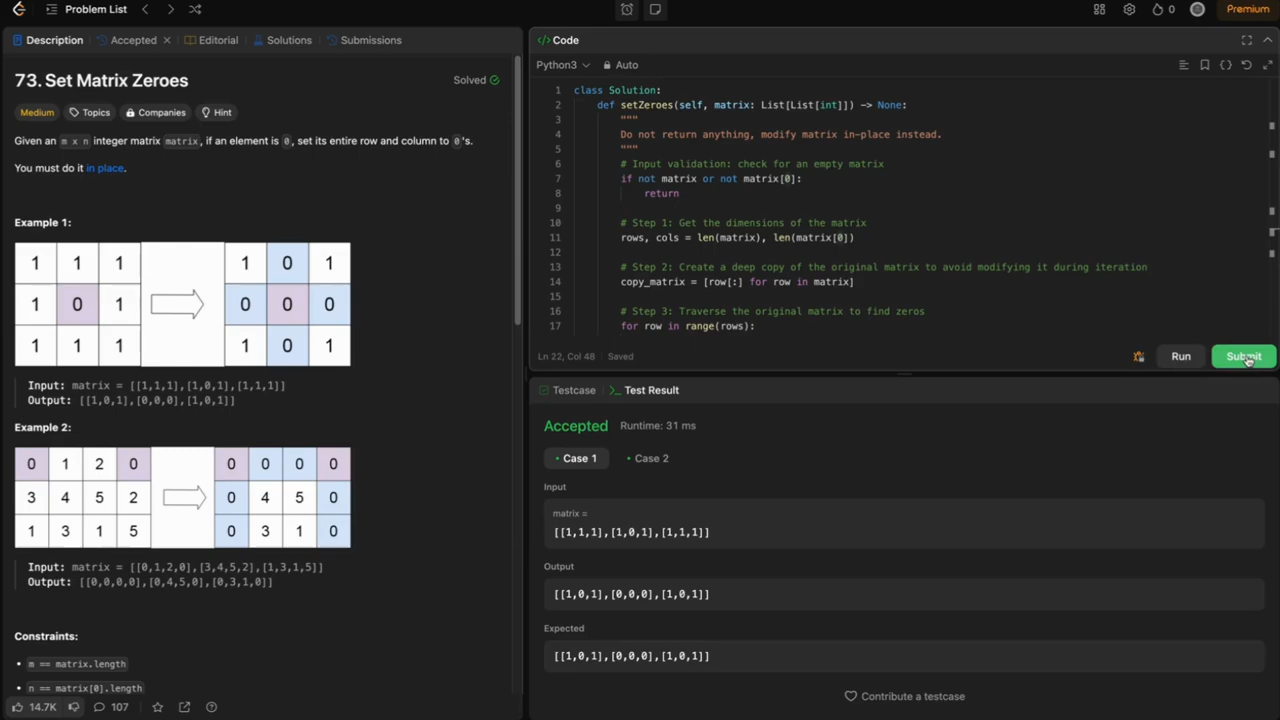 Problem List
0
Premium
Description
Accepted
Editorial
Solutions
Submissions
73. Set Matrix Zeroes
Solved
Medium
Topics
Companies
Hint
Given an m x n integer matrix matrix, if an element is 0, set its entire row and column to 0's.
You must do it in place.
Example 1:
1 1 1 1 0 1
1 0 1 0 0 0
1 1 1 1 0 1
Input: matrix = [[1,1,1],[1,0,1],[1,1,1]]
Output: [[1,0,1],[0,0,0],[1,0,1]]
Example 2:
0 1 2 0 0 0 0 0
3 4 5 2 0 4 5 0
1 3 1 5 0 3 1 0
Input: matrix = [[0,1,2,0],[3,4,5,2],[1,3,1,5]]
Output: [[0,0,0,0],[0,4,5,0],[0,3,1,0]]
Constraints:
• m == matrix.length
• n == matrix[0].length
14.7K
107
</> Code
Python3
Auto
1 class Solution:
2 def setZeroes(self, matrix: List[List[int]]) -> None:
3 """
4 Do not return anything, modify matrix in-place instead.
5 """
6 # Input validation: check for an empty matrix
7 if not matrix or not matrix[0]:
8 return
9
10 # Step 1: Get the dimensions of the matrix
11 rows, cols = len(matrix), len(matrix[0])
12
13 # Step 2: Create a deep copy of the original matrix to avoid modifying it during iteration
14 copy_matrix = [row[:] for row in matrix]
15
16 # Step 3: Traverse the original matrix to find zeros
17 for row in range(rows):
Ln 22, Col 48
Saved
Run
Submit
Testcase
Test Result
Accepted
Runtime: 31 ms
• Case 1
• Case 2
Input
matrix =
[[1,1,1],[1,0,1],[1,1,1]]
Output
[[1,0,1],[0,0,0],[1,0,1]]
Expected
[[1,0,1],[0,0,0],[1,0,1]]
Contribute a testcase